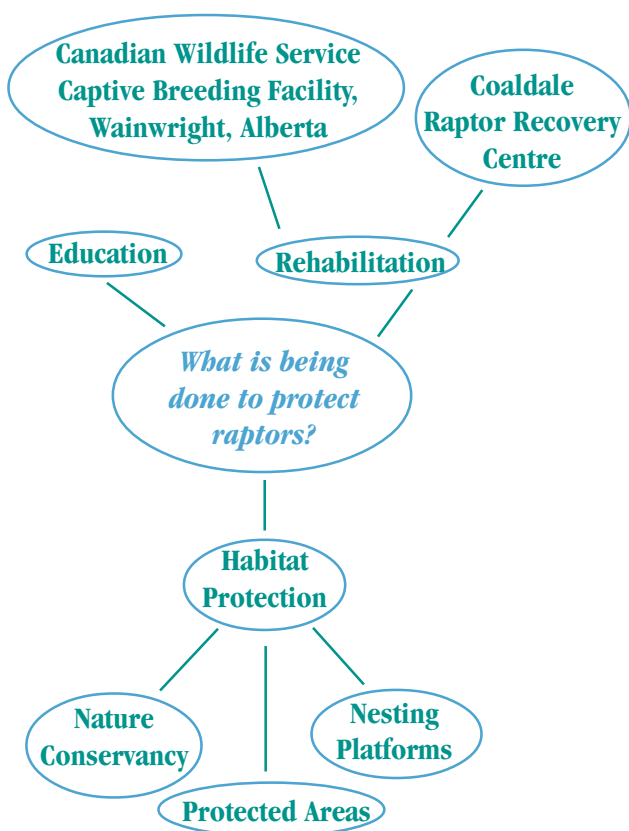 Canadian Wildlife Service
Captive Breeding Facility,
Wainwright, Alberta
Coaldale
Raptor Recovery
Centre
Education
Rehabilitation
What is being
done to protect
raptors?
Habitat
Protection
Nature
Conservancy
Nesting
Platforms
Protected Areas